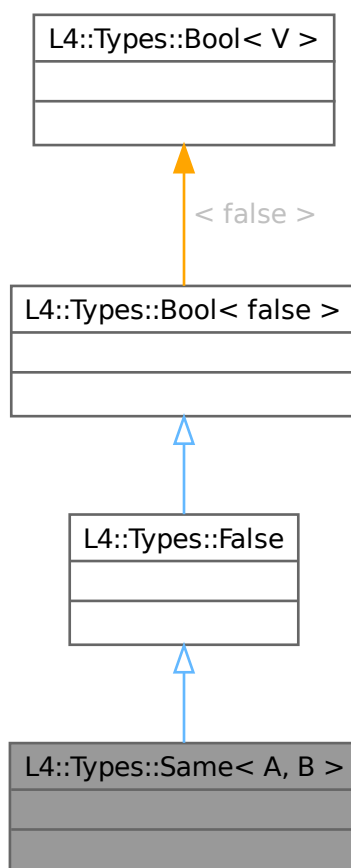 L4::Types::Bool< V >
< false >
L4::Types::Bool< false >
L4::Types::False
L4::Types::Same< A, B >